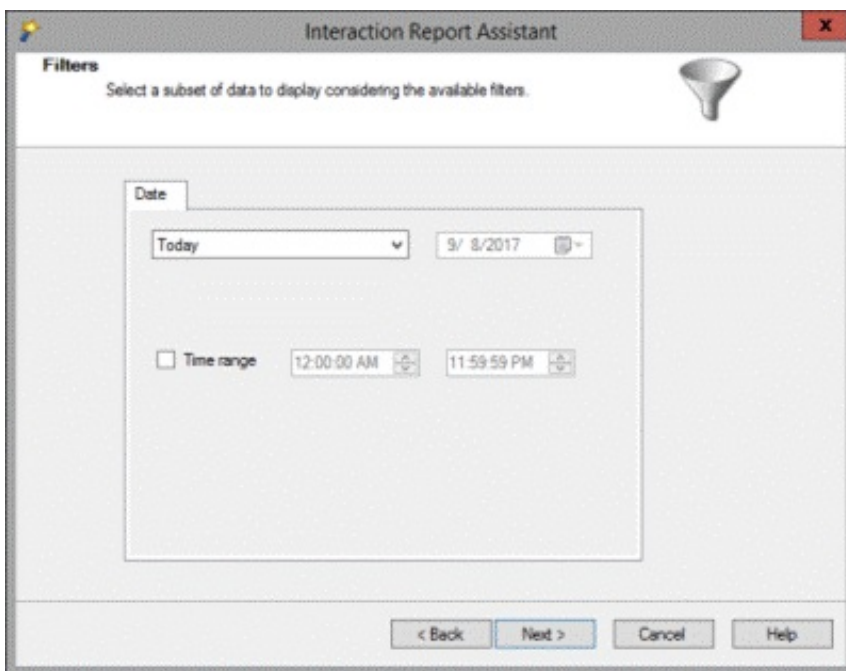 Interaction Report Assistant
x
Filters
Select a subset of data to display considering the available filters.
Date
Today 9/ 8/2017
Time range 12:00:00 AM 11:59:59 PM
< Back Next > Cancel Help